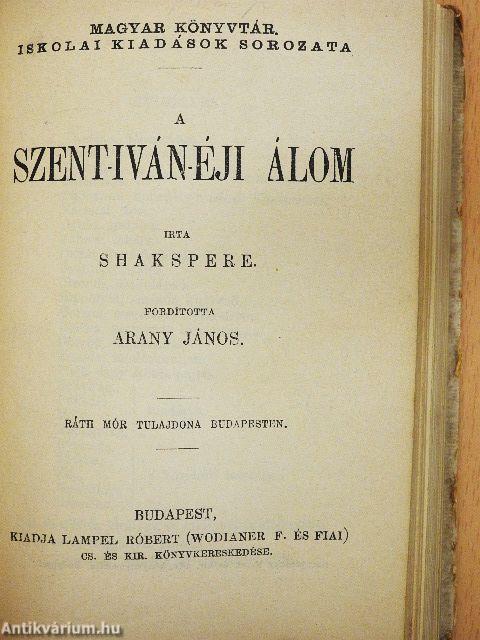 MAGYAR KÖNYVTÁR.
ISKOLAI KIADÁSOK SOROZATA
A
SZENT-IVÁN-ÉJI ÁLOM
IRTA
SHAKSPERE.
FORDÍTOTTA
ARANY JÁNOS.
RÁTH MÓR TULAJDONA BUDAPESTEN.
BUDAPEST,
KIADJA LAMPEL RÓBERT (WODIANER F. ÉS FIAI)
CS. ÉS KIR. KÖNYVKERESKEDÉSE.
Antikvárium.hu